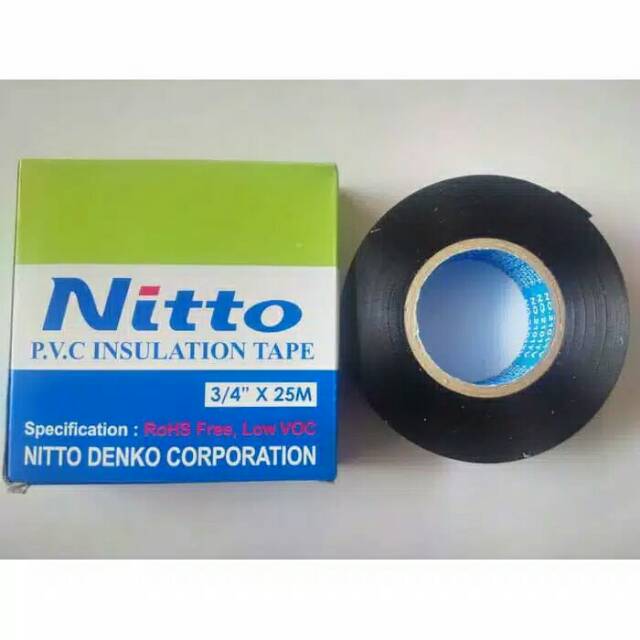 Nitto
P.V.C INSULATION TAPE
3/4" X 25M
Specification : RoHS Free, Low VOC
NITTO DENKO CORPORATION